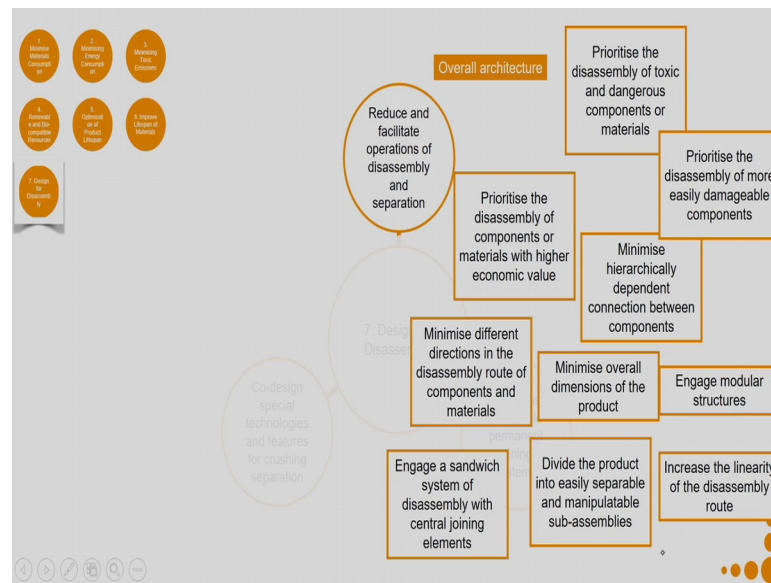 1.
Minimise
Materials
Consumpti
on
2.
Minimising
Energy
Consumpti
on
3.
Minimising
Toxic
Emissions
4.
Renewabl
e and Bio-
compatible
Resources
5.
Optimisati
on of
Product
Lifespan
6. Improve
Lifespan of
Materials
7. Design
for
Disassembl
y
Overall architecture
Reduce and
facilitate
operations of
disassembly
and
separation
Prioritise the
disassembly of toxic
and dangerous
components or
materials
Prioritise the
disassembly of more
easily damageable
components
Prioritise the
disassembly of
components or
materials with higher
economic value
Minimise
hierarchically
dependent
connection between
components
7. Design
Disassem
Minimise different
directions in the
disassembly route of
components and
materials
Minimise overall
dimensions of the
product
Engage modular
structures
Co-design
special
technologies
and features
for crushing
separation
permanent
Engage a sandwich
system of
disassembly with
central joining
elements
Divide the product
into easily separable
and manipulatable
sub-assemblies
Increase the linearity
of the disassembly
route